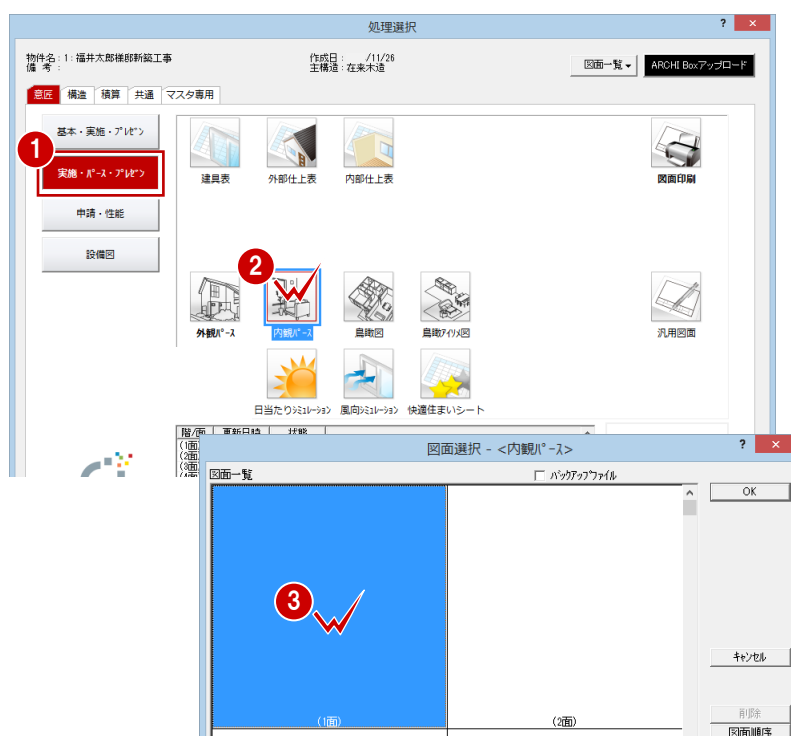 処理選択
? ×
物件名:1:福井太郎様邸新築工事
備 考 :
作成日: /11/26
主構造:在来木造
図面一覧
ARCHI Boxアップロード
意匠 構造 積算 共通 マスタ専用
基本・実施・プレゼン
1
実施・パース・プレゼン
申請・性能
設備図
建具表
外部仕上表
内部仕上表
図面印刷
2
外観パース
内観パース
鳥瞰図
鳥瞰アイソメ図
汎用図面
日当たりシミュレーション
風向シミュレーション
快適住まいシート
階/面 更新日時 状態
(1面)
(2面)
(3面)
図面選択 - <内観パース>
? ×
図面一覧
バックアップファイル
OK
3
キャンセル
(1面)
(2面)
削除
図面順序